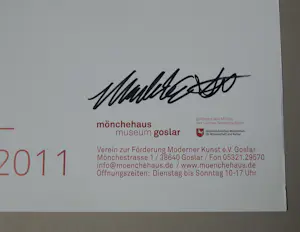 mönchehaus
museum goslar
2011
Verein zur Förderung Moderner Kunst e.V. Goslar
Mönchestrasse 1 / 38640 Goslar / Fon 05321.29570
info@moenchehaus.de / www.moenchehaus.de
Öffnungszeiten: Dienstag bis Sonntag 10-17 Uhr